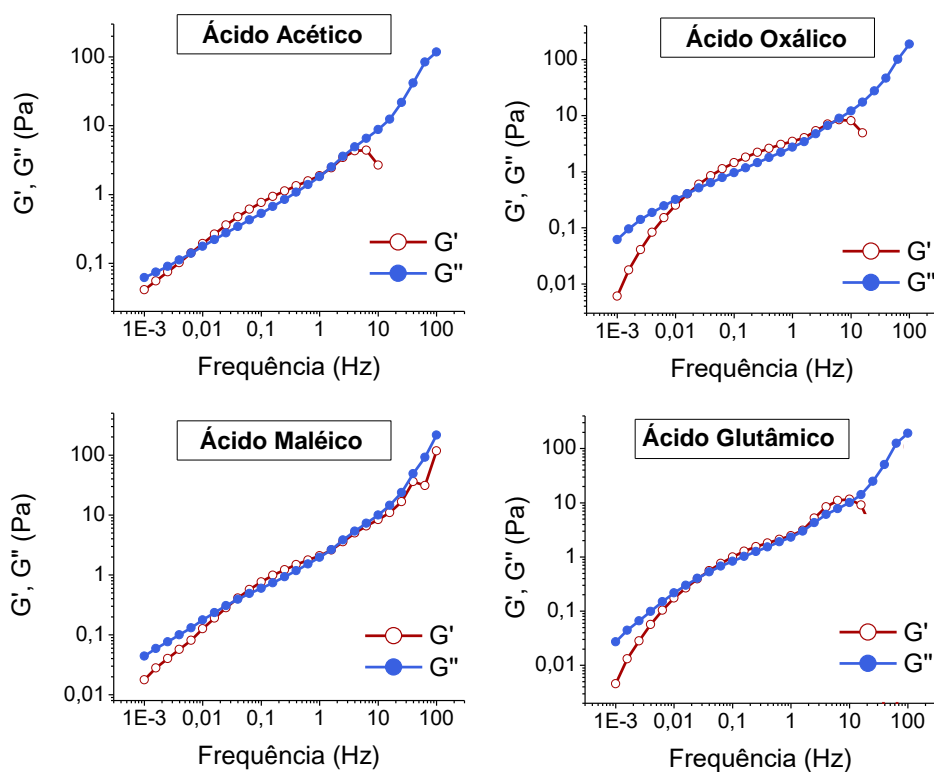 Ácido Acético
G', G'' (Pa)
100
10
1
0,1
G'
G''
1E-3 0,01 0,1 1 10 100
Frequência (Hz)
Ácido Oxálico
G', G'' (Pa)
100
10
1
0,1
0,01
G'
G''
1E-3 0,01 0,1 1 10 100
Frequência (Hz)
Ácido Maléico
G', G'' (Pa)
100
10
1
0,1
0,01
G'
G''
1E-3 0,01 0,1 1 10 100
Frequência (Hz)
Ácido Glutâmico
G', G'' (Pa)
100
10
1
0,1
0,01
G'
G''
1E-3 0,01 0,1 1 10 100
Frequência (Hz)